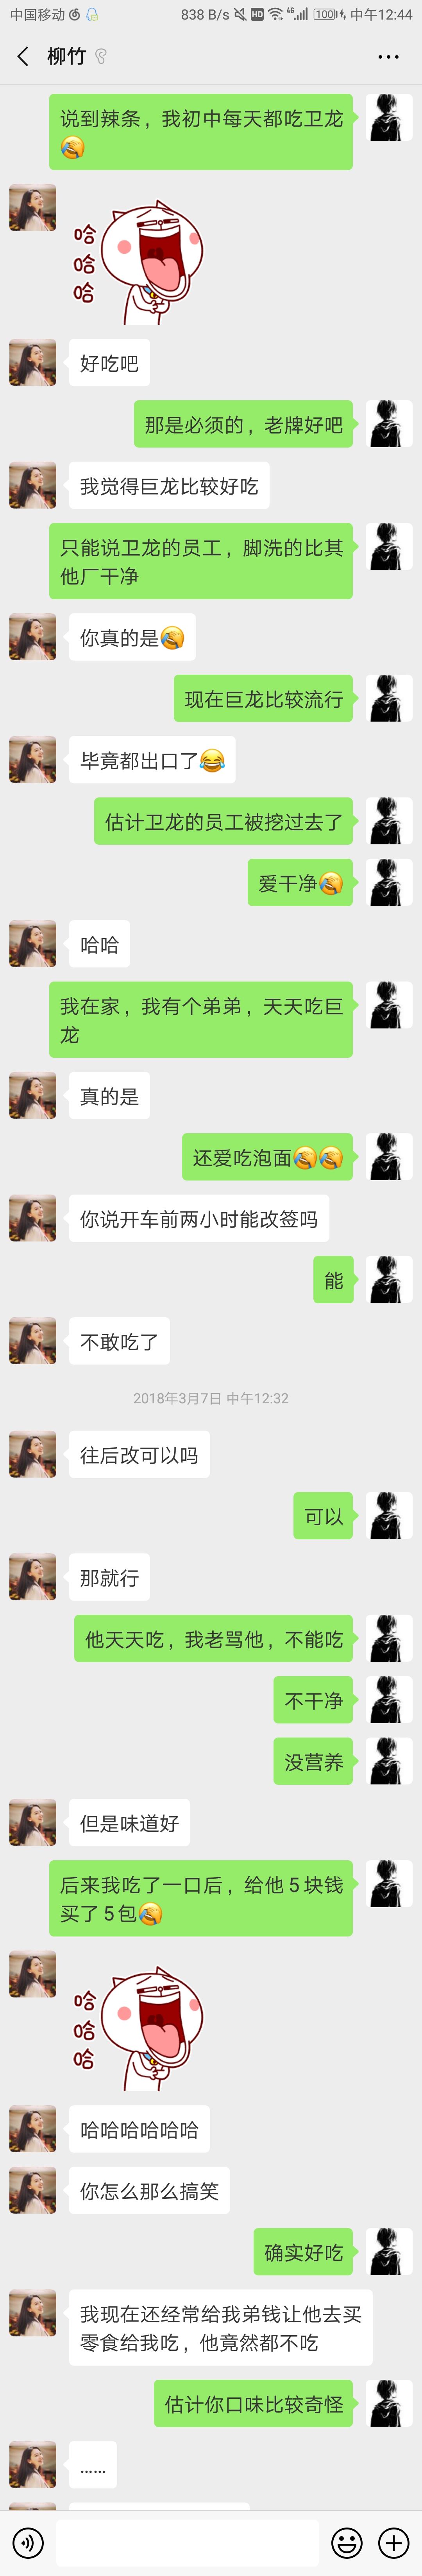 中国移动 838 B/s HD 4G 100 中午12:44
柳竹
说到辣条，我初中每天都吃卫龙
哈
哈
哈
好吃吧
那是必须的，老牌好吧
我觉得巨龙比较好吃
只能说卫龙的员工，脚洗的比其
他厂干净
你真的是
现在巨龙比较流行
毕竟都出口了😂
估计卫龙的员工被挖过去了
爱干净
哈哈
我在家，我有个弟弟，天天吃巨
龙
真的是
还爱吃泡面
你说开车前两小时能改签吗
能
不敢吃了
2018年3月7日 中午12:32
往后改可以吗
可以
那就行
他天天吃，我老骂他，不能吃
不干净
没营养
但是味道好
后来我吃了一口后，给他5块钱
买了5包
哈
哈
哈
哈哈哈哈哈哈
你怎么那么搞笑
确实好吃
我现在还经常给我弟钱让他去买
零食给我吃，他竟然都不吃
估计你口味比较奇怪
……